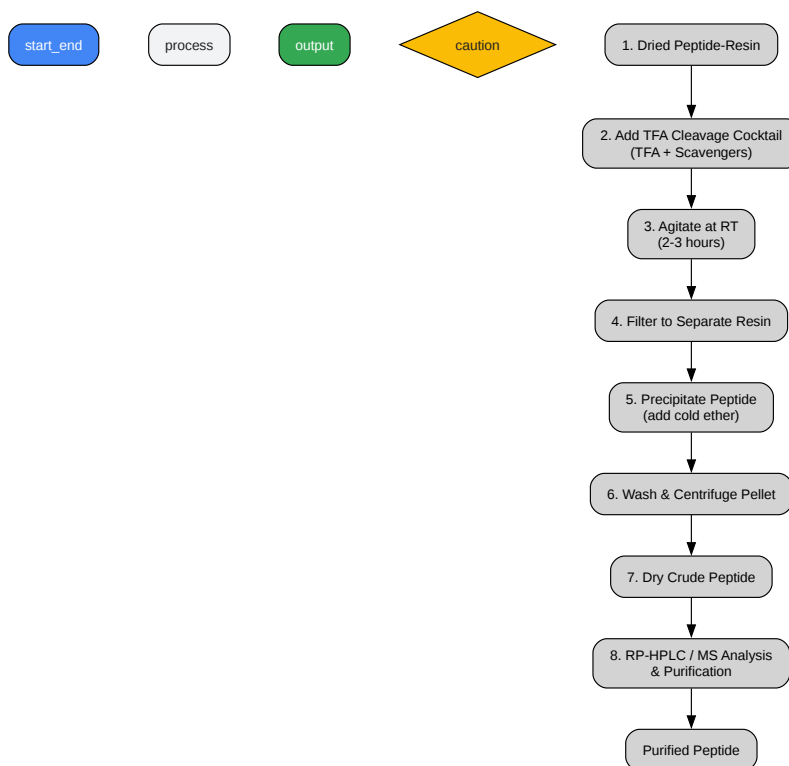 start_end
process
output
caution
1. Dried Peptide-Resin
2. Add TFA Cleavage Cocktail
(TFA + Scavengers)
3. Agitate at RT
(2-3 hours)
4. Filter to Separate Resin
5. Precipitate Peptide
(add cold ether)
6. Wash & Centrifuge Pellet
7. Dry Crude Peptide
8. RP-HPLC / MS Analysis
& Purification
Purified Peptide